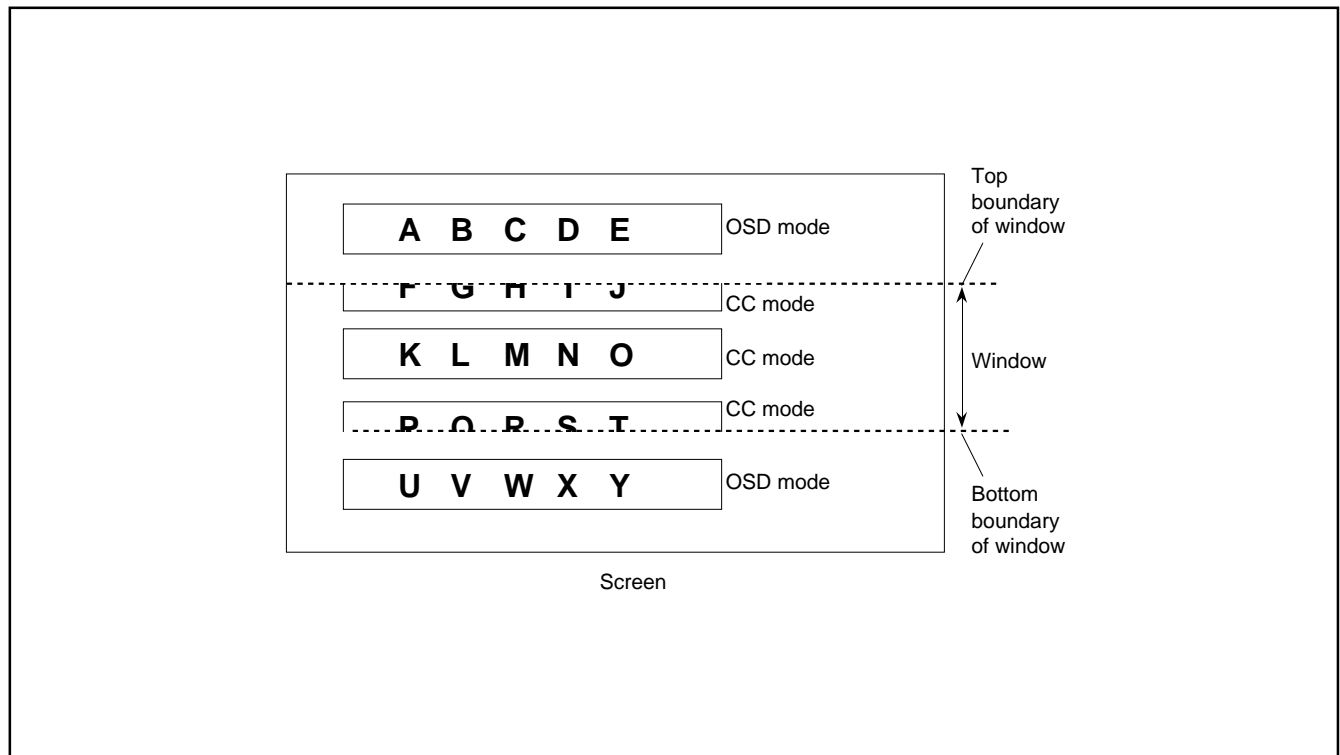 Top
boundary
of window
A B C D E
OSD mode
F G H I J
CC mode
K L M N O
CC mode
Window
P Q R S T
CC mode
U V W X Y
OSD mode
Bottom
boundary
of window
Screen